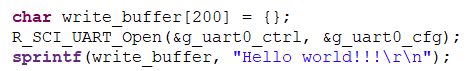 char write_buffer[200] = {};
R_SCI_UART_Open(&g_uart0_ctrl, &g_uart0_cfg);
sprintf(write_buffer, "Hello world!!!\r\n");